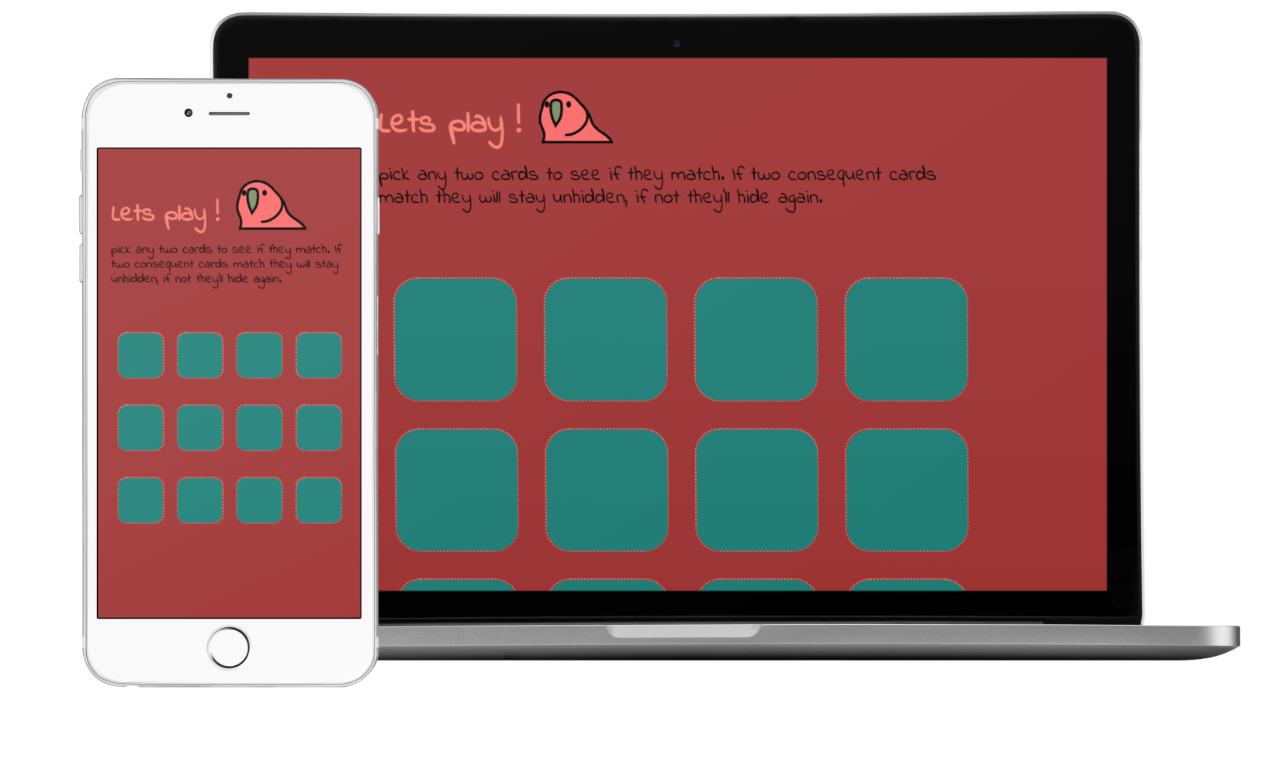 Lets play !
pick any two cards to see if they match. If
two consequent cards match they will stay
unhidden, if not they'll hide again.
Lets play !
pick any two cards to see if they match. If two consequent cards
match they will stay unhidden, if not they'll hide again.